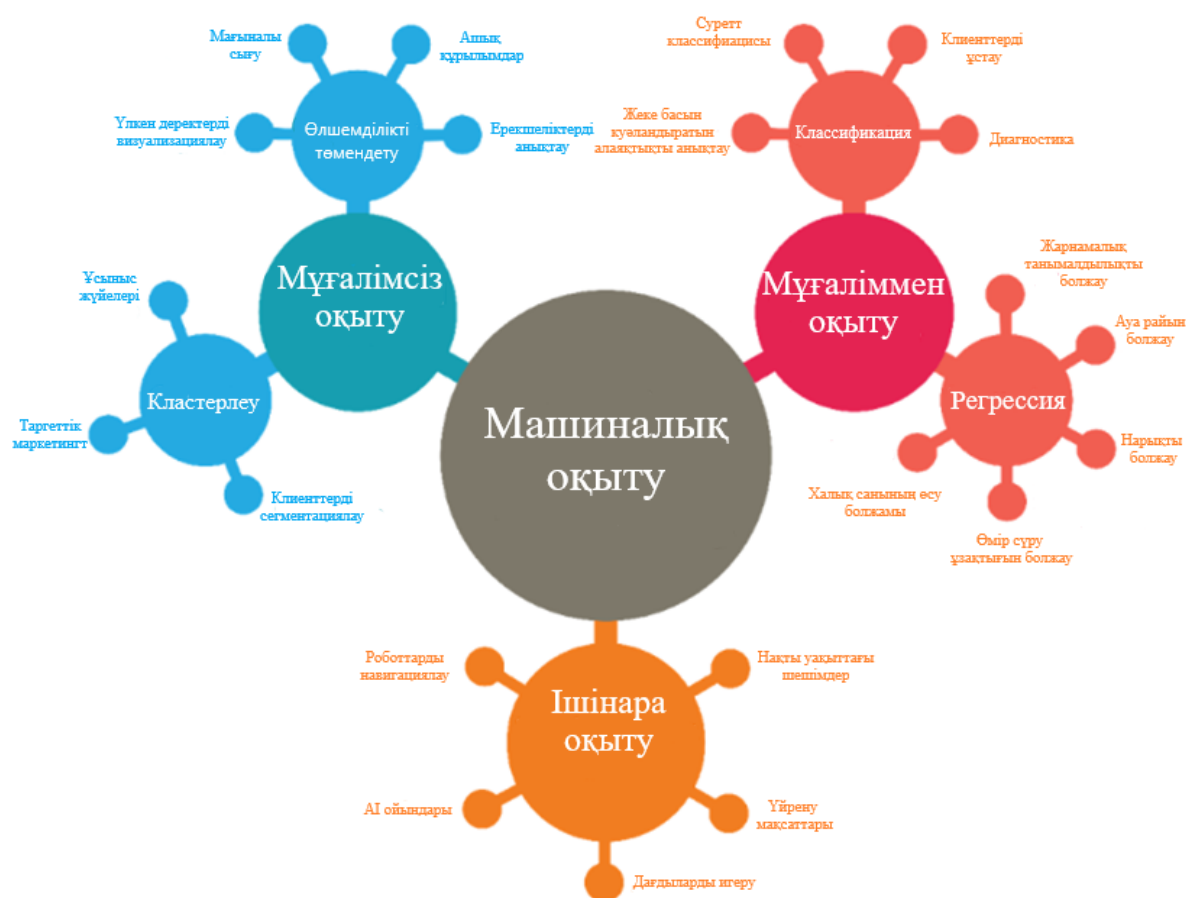 Мағыналы
сығу
Ашық
құрылымдар
Үлкен деректерді
визуализациялау
Өлшемділікті
төмендету
Ерекшеліктерді
анықтау
Суретт
классифиацисы
Клиенттерді
ұстау
Жеке басын
куәландыратын
алаяқтықты анықтау
Классификация
Диагностика
Мұғалімсіз
оқыту
Мұғаліммен
оқыту
Ұсыныс
жүйелері
Кластерлеу
Таргеттік
маркетингт
Клиенттерді
сегментациялау
Жарнамалық
танымалдылықты
болжау
Ауа райын
болжау
Регрессия
Нарықты
болжау
Халық санының өсу
болжамы
Өмір сүру
ұзақтығын болжау
Машиналық
оқыту
Роботтарды
навигациялау
Нақты уақыттағы
шешімдер
Ішінара
оқыту
AI ойындары
Үйрену
мақсаттары
Дағдыларды игеру